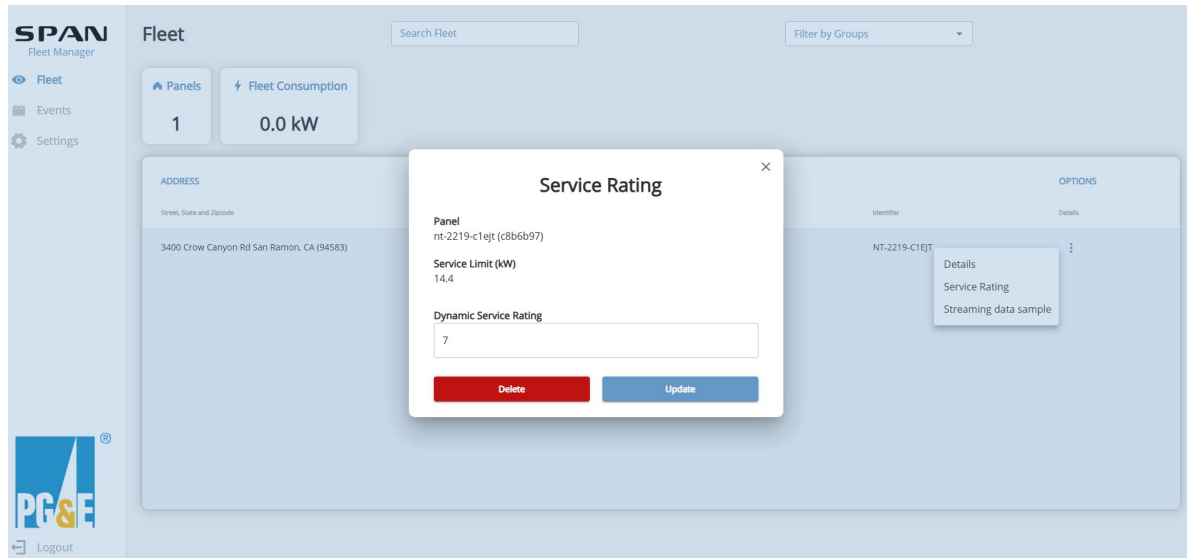 SPAN
Fleet Manager
Fleet
Events
Settings
PG&E®
Logout
Fleet
Search Fleet
Filter by Groups
Panels
1
Fleet Consumption
0.0 kW
ADDRESS
OPTIONS
Street, State and Zipcode
Identifier
Details
3400 Crow Canyon Rd San Ramon, CA (94583)
NT-2219-C1EJT
Details
Service Rating
Streaming data sample
Service Rating
Panel
nt-2219-c1ejt (c8b6b97)
Service Limit (kW)
14.4
Dynamic Service Rating
7
Delete
Update